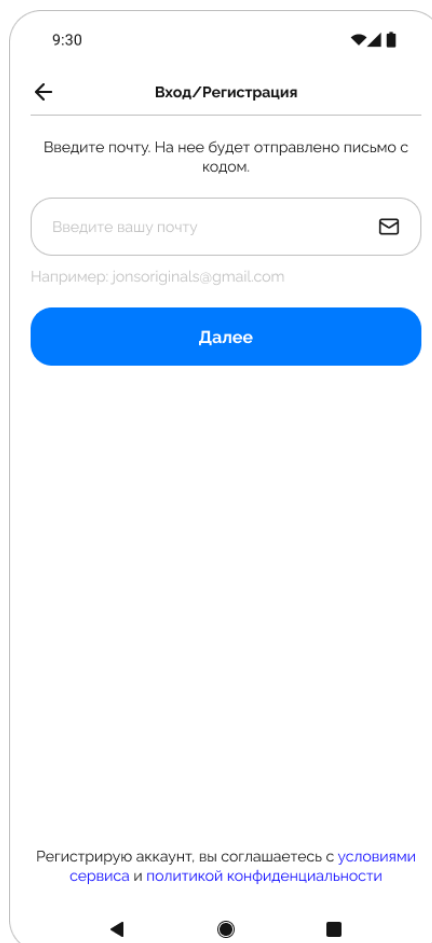 9:30
Вход/Регистрация
Введите почту. На нее будет отправлено письмо с
кодом.
Введите вашу почту
Например: jonsoriginals@gmail.com
Далее
Регистрирую аккаунт, вы соглашаетесь с условиями
сервиса и политикой конфиденциальности